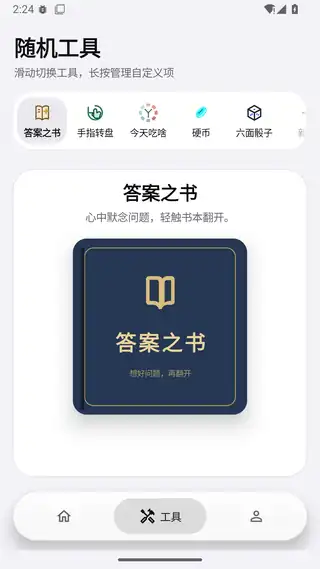 2:24
随机工具
滑动切换工具，长按管理自定义项
答案之书
手指转盘
今天吃啥
硬币
六面骰子
答案之书
心中默念问题，轻触书本翻开。
答案之书
想好问题，再翻开
工具